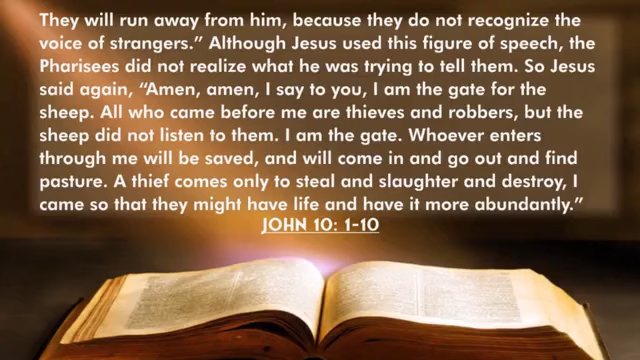 They will run away from him, because they do not recognize the
voice of strangers.” Although Jesus used this figure of speech, the
Pharisees did not realize what he was trying to tell them. So Jesus
said again, “Amen, amen, I say to you, I am the gate for the
sheep. All who came before me are thieves and robbers, but the
sheep did not listen to them. I am the gate. Whoever enters
through me will be saved, and will come in and go out and find
pasture. A thief comes only to steal and slaughter and destroy, I
came so that they might have life and have it more abundantly.”
JOHN 10: 1-10